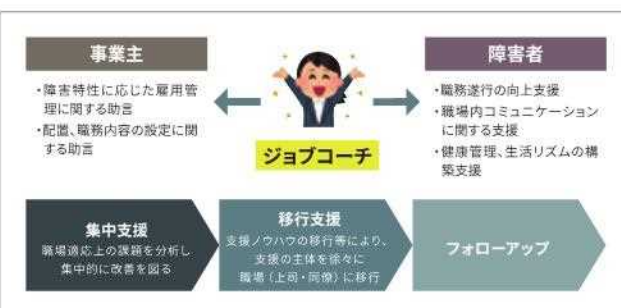 事業主
・障害特性に応じた雇用管
理に関する助言
・配置、職務内容の設定に関
する助言
ジョブコーチ
障害者
・職務遂行の向上支援
・職場内コミュニケーション
に関する支援
・健康管理、生活リズムの構
築支援
集中支援
職場適応上の課題を分析し
集中的に改善を図る
移行支援
支援ノウハウの移行等により、
支援の主体を徐々に
職場（上司・同僚）に移行
フォローアップ